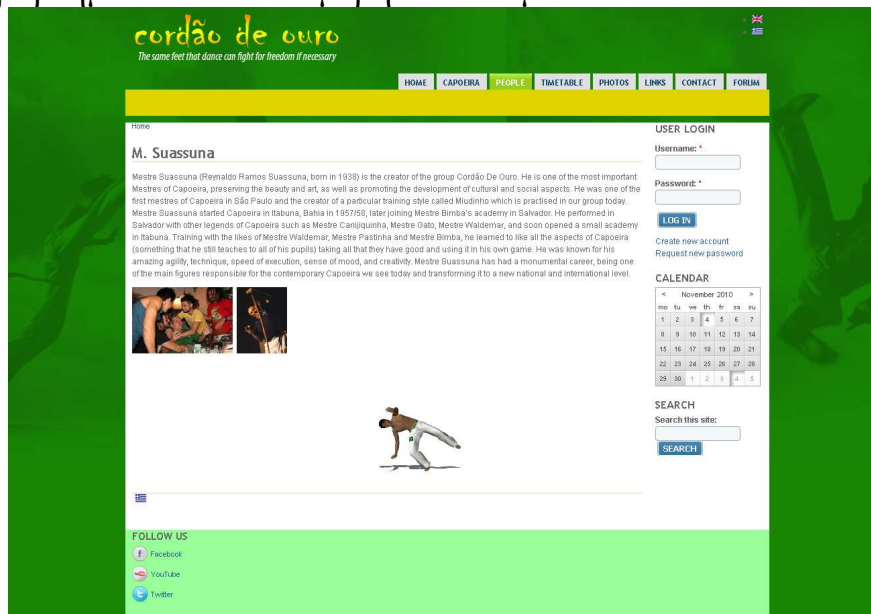 cordão de ouro
The same feet that dance can fight for freedom if necessary
HOME CAPOEIRA PEOPLE TIMETABLE PHOTOS LINKS CONTACT FORUM
Home
M. Suassuna
Mestre Suassuna (Reynaldo Ramos Suassuna, born in 1938) is the creator of the group Cordão De Ouro. He is one of the most important
Mestres of Capoeira, preserving the beauty and art, as well as promoting the development of cultural and social aspects. He was one of the
first mestres of Capoeira in São Paulo and the creator of a particular training style called Miudinho which is practised in our group today.
Mestre Suassuna started Capoeira in Itabuna, Bahia in 1957/58, later joining Mestre Bimba's academy in Salvador. He performed in
Salvador with other legends of Capoeira such as Mestre Canijiquinha, Mestre Gato, Mestre Waldemar, and soon opened a small academy
in Itabuna. Training with the likes of Mestre Waldemar, Mestre Pastinha and Mestre Bimba, he learned to like all the aspects of Capoeira
(something that he still teaches to all of his pupils) taking all that they have good and using it in his own game. He was known for his
amazing agility, technique, speed of execution, sense of mood, and creativity. Mestre Suassuna has had a monumental career, being one
of the main figures responsible for the contemporary Capoeira we see today and transforming it to a new national and international level.
USER LOGIN
Username: *
Password: *
LOG IN
Create new account
Request new password
CALENDAR
« November 2010 »
mo tu we th fr sa su
1 2 3 4 5 6 7
8 9 10 11 12 13 14
15 16 17 18 19 20 21
22 23 24 25 26 27 28
29 30 1 2 3 4 5
SEARCH
Search this site:
SEARCH
FOLLOW US
Facebook
YouTube
Twitter